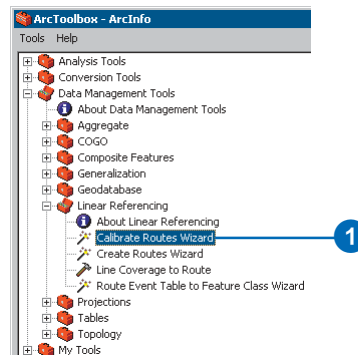 ArcToolbox - ArcInfo
Tools Help
Analysis Tools
Conversion Tools
Data Management Tools
About Data Management Tools
Aggregate
COGO
Composite Features
Generalization
Geodatabase
Linear Referencing
About Linear Referencing
Calibrate Routes Wizard 1
Create Routes Wizard
Line Coverage to Route
Route Event Table to Feature Class Wizard
Projections
Tables
Topology
My Tools